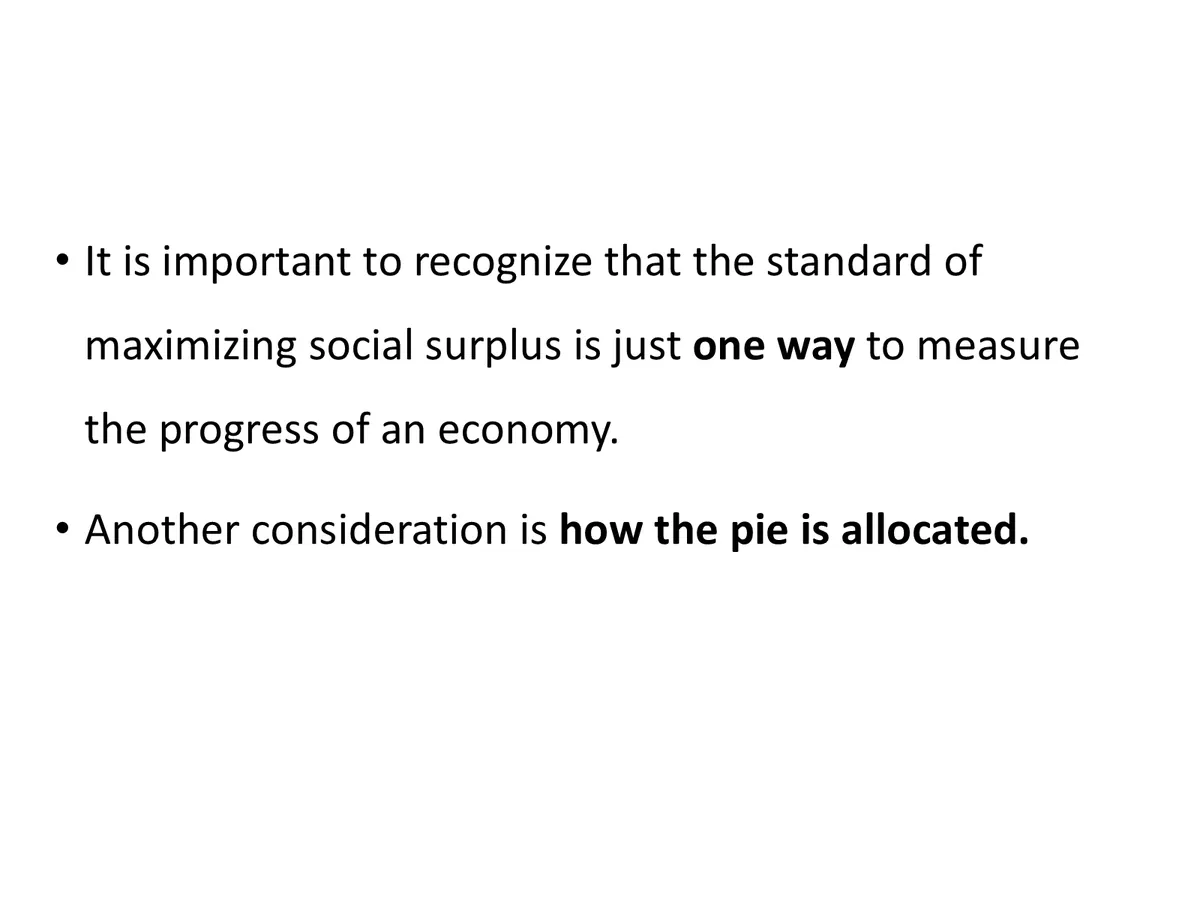 • It is important to recognize that the standard of
maximizing social surplus is just one way to measure
the progress of an economy.
• Another consideration is how the pie is allocated.